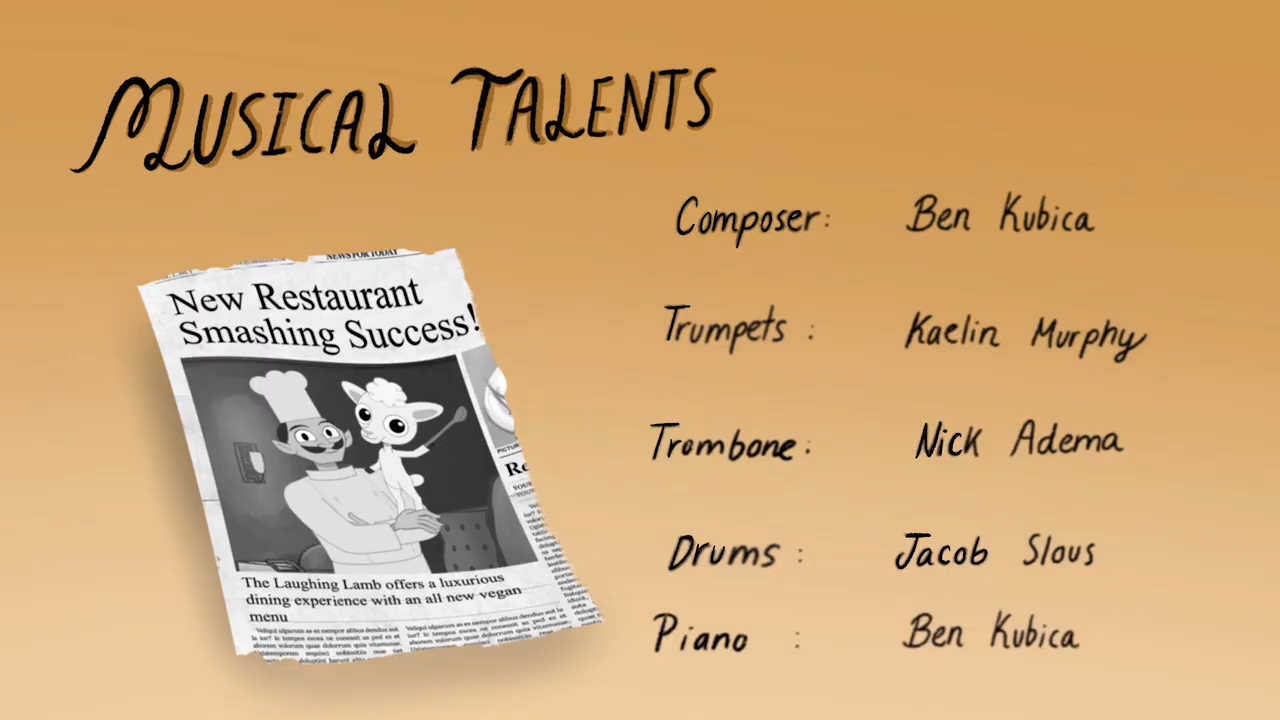 MUSICAL TALENTS
Composer: Ben Kubica
Trumpets : Kaelin Murphy
Trombone: Nick Adema
Drums : Jacob Slous
Piano : Ben Kubica
NEWS FOR TODAY
New Restaurant
Smashing Success!
The Laughing Lamb offers a luxurious
dining experience with an all new vegan
menu